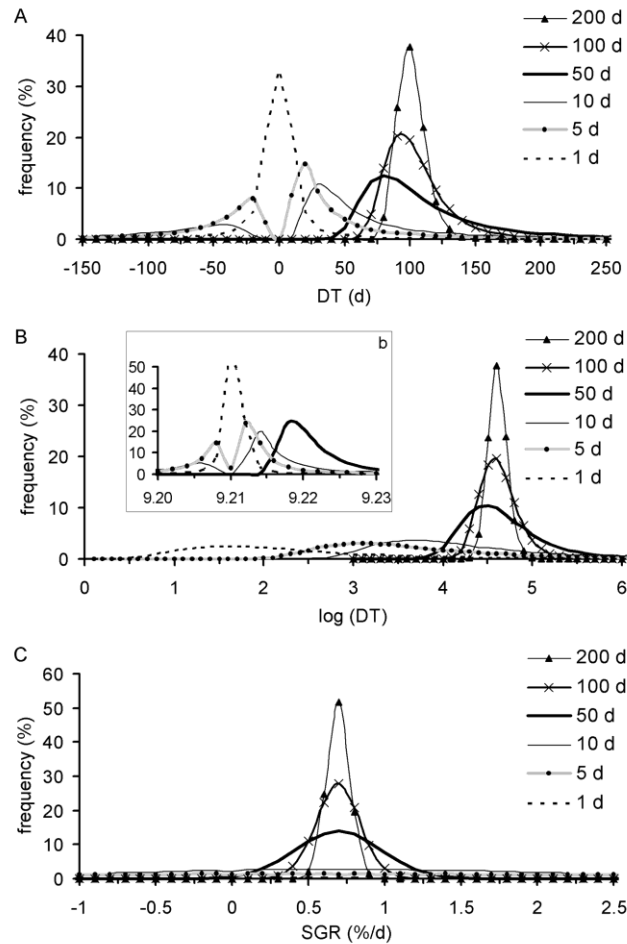 A
frequency (%)
40
30
20
10
0
-150 -100 -50 0 50 100 150 200 250
DT (d)
200 d
100 d
50 d
10 d
5 d
1 d
B
frequency (%)
40
30
20
10
0
0 1 2 3 4 5 6
log (DT)
b
50
40
30
20
10
0
9.20 9.21 9.22 9.23
200 d
100 d
50 d
10 d
5 d
1 d
C
frequency (%)
60
50
40
30
20
10
0
-1 -0.5 0 0.5 1 1.5 2 2.5
SGR (%/d)
200 d
100 d
50 d
10 d
5 d
1 d